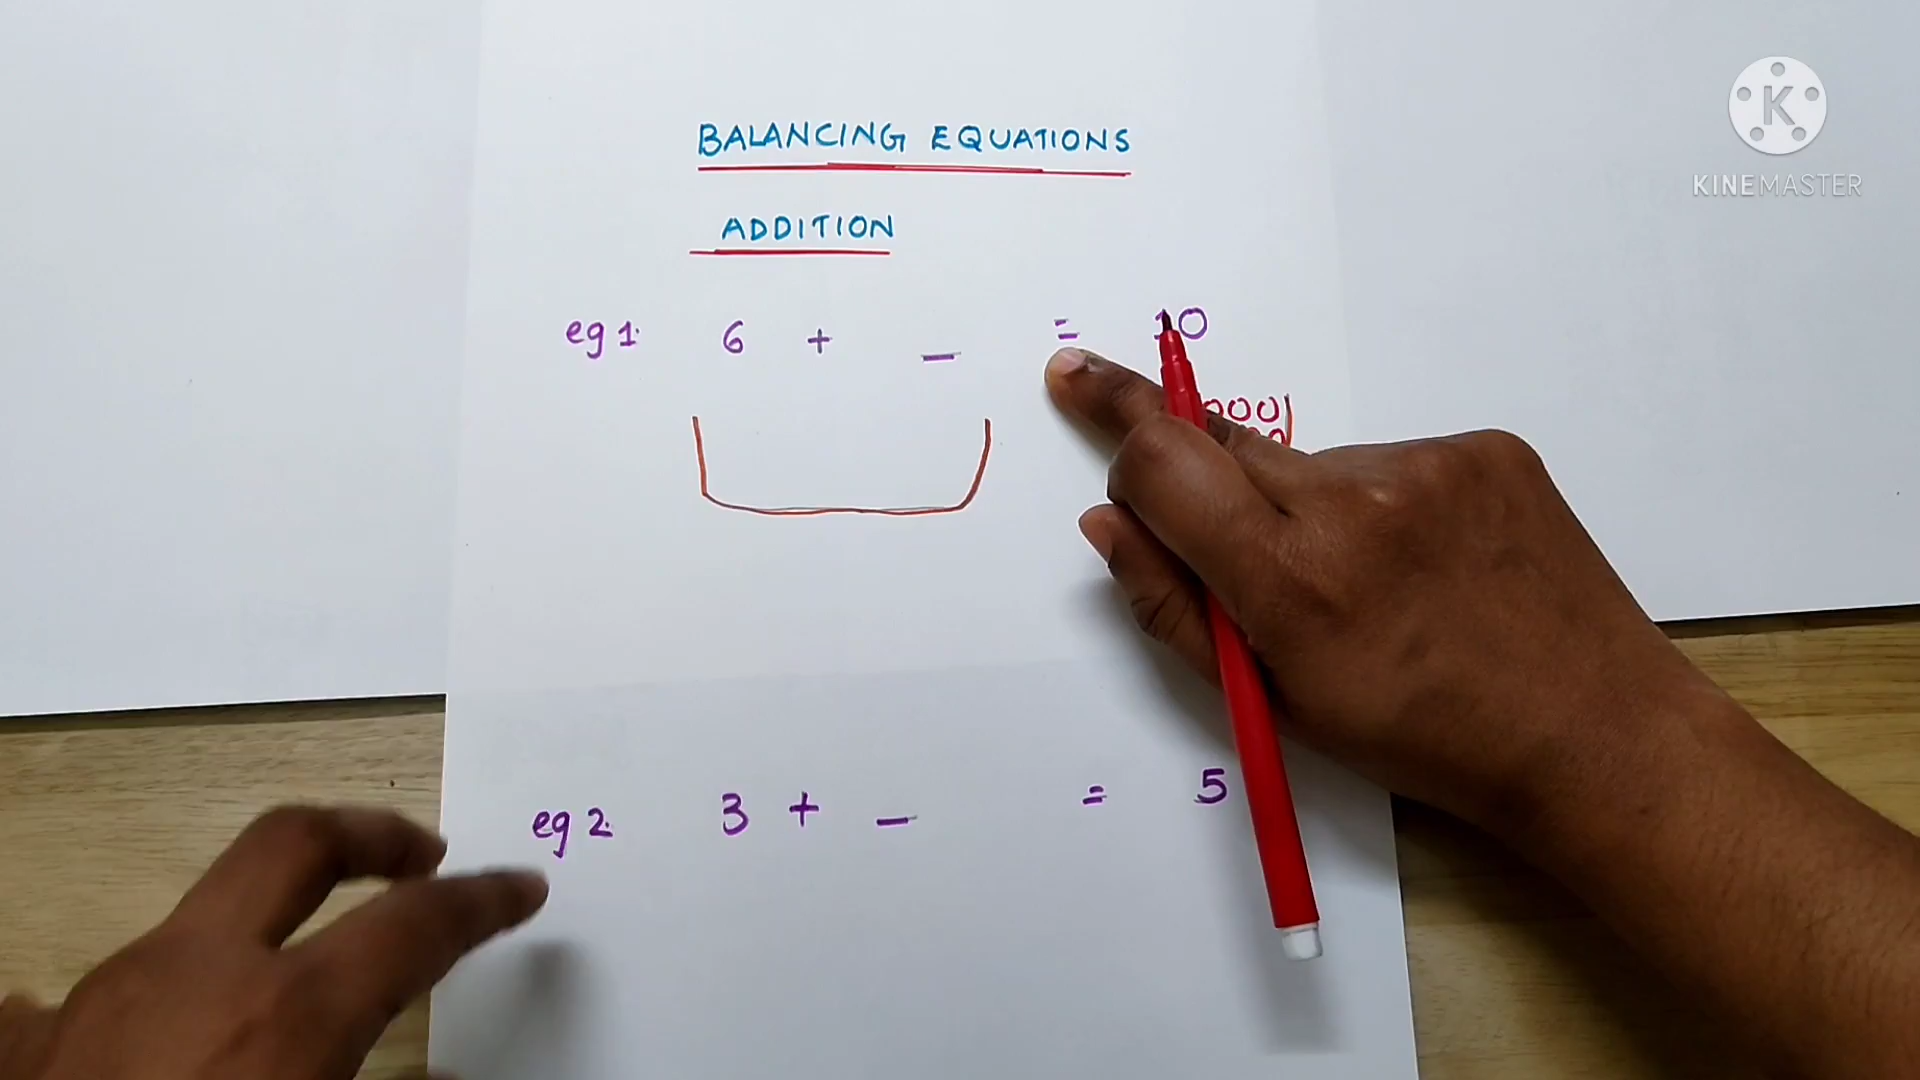 BALANCING EQUATIONS
ADDITION
eg 1. 6 + _ = 10
eg 2. 3 + _ = 5
KINEMASTER